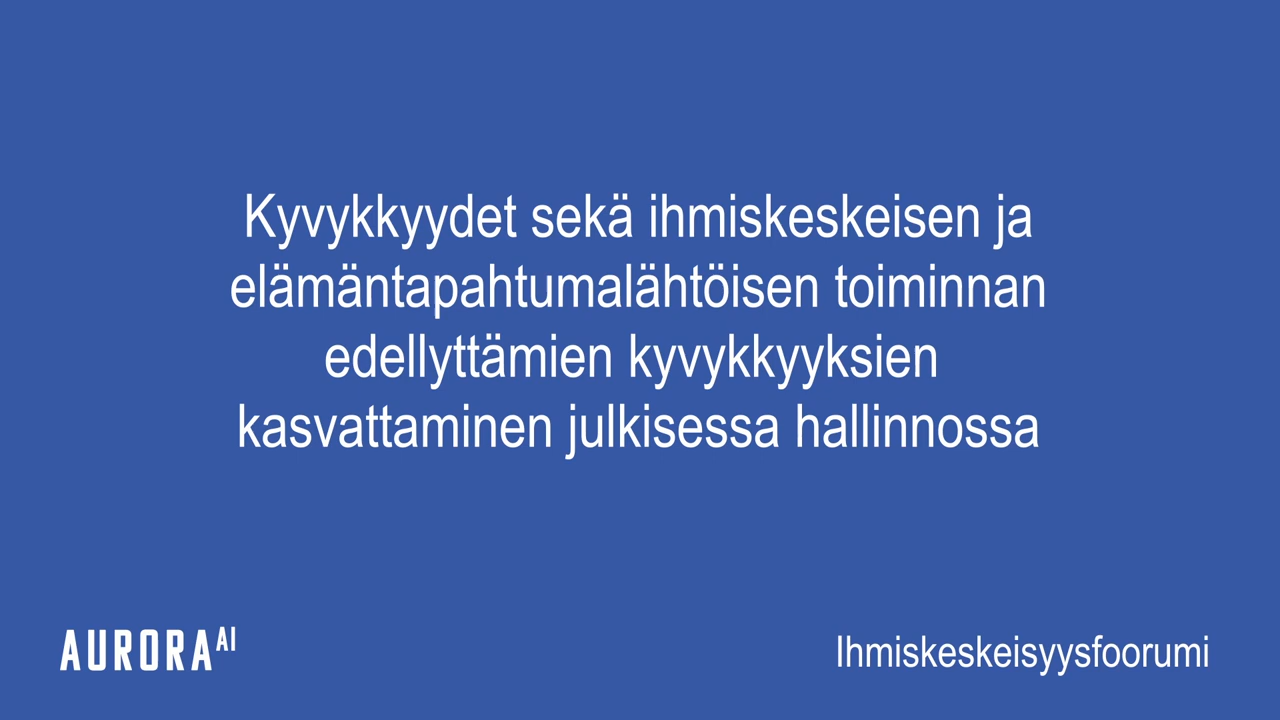 Kyvykkyydet sekä ihmiskeskeisen ja
elämäntapahtumalähtöisen toiminnan
edellyttämien kyvykkyyksien
kasvattaminen julkisessa hallinnossa
AURORA AI
Ihmiskeskeisyysfoorumi